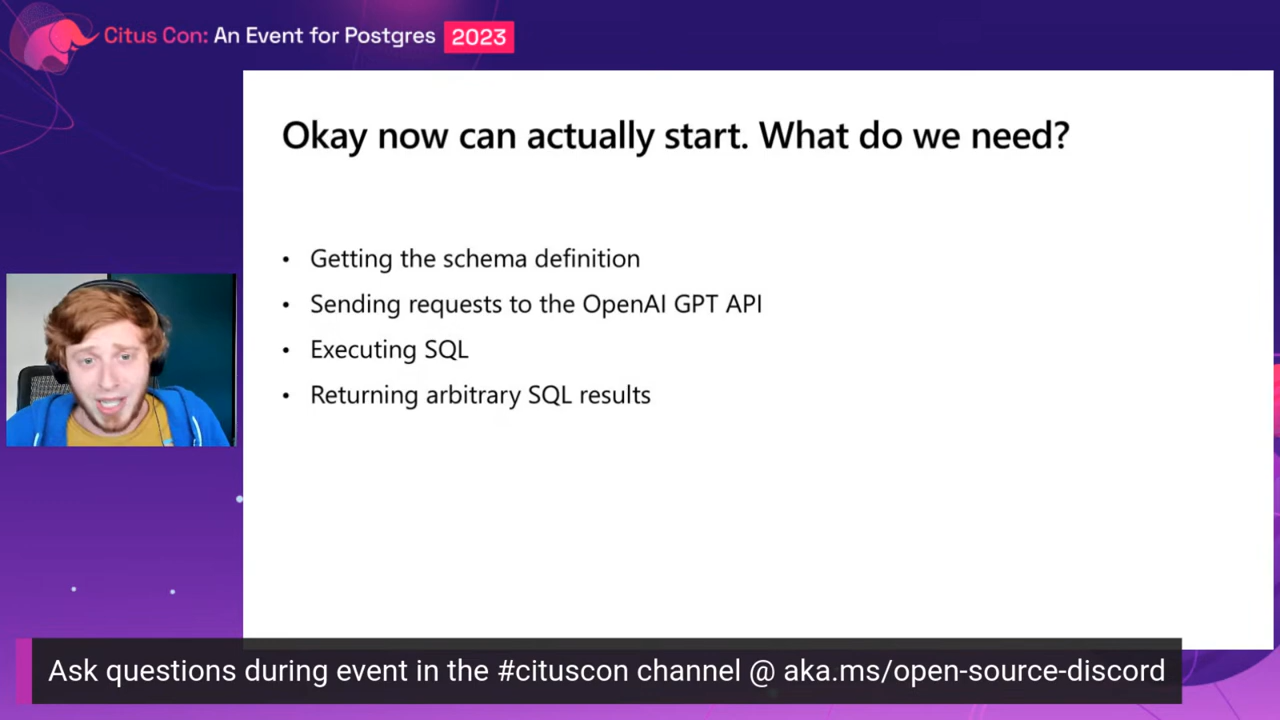 Citus Con: An Event for Postgres 2023
Okay now can actually start. What do we need?
• Getting the schema definition
• Sending requests to the OpenAI GPT API
• Executing SQL
• Returning arbitrary SQL results
Ask questions during event in the #cituscon channel @ aka.ms/open-source-discord